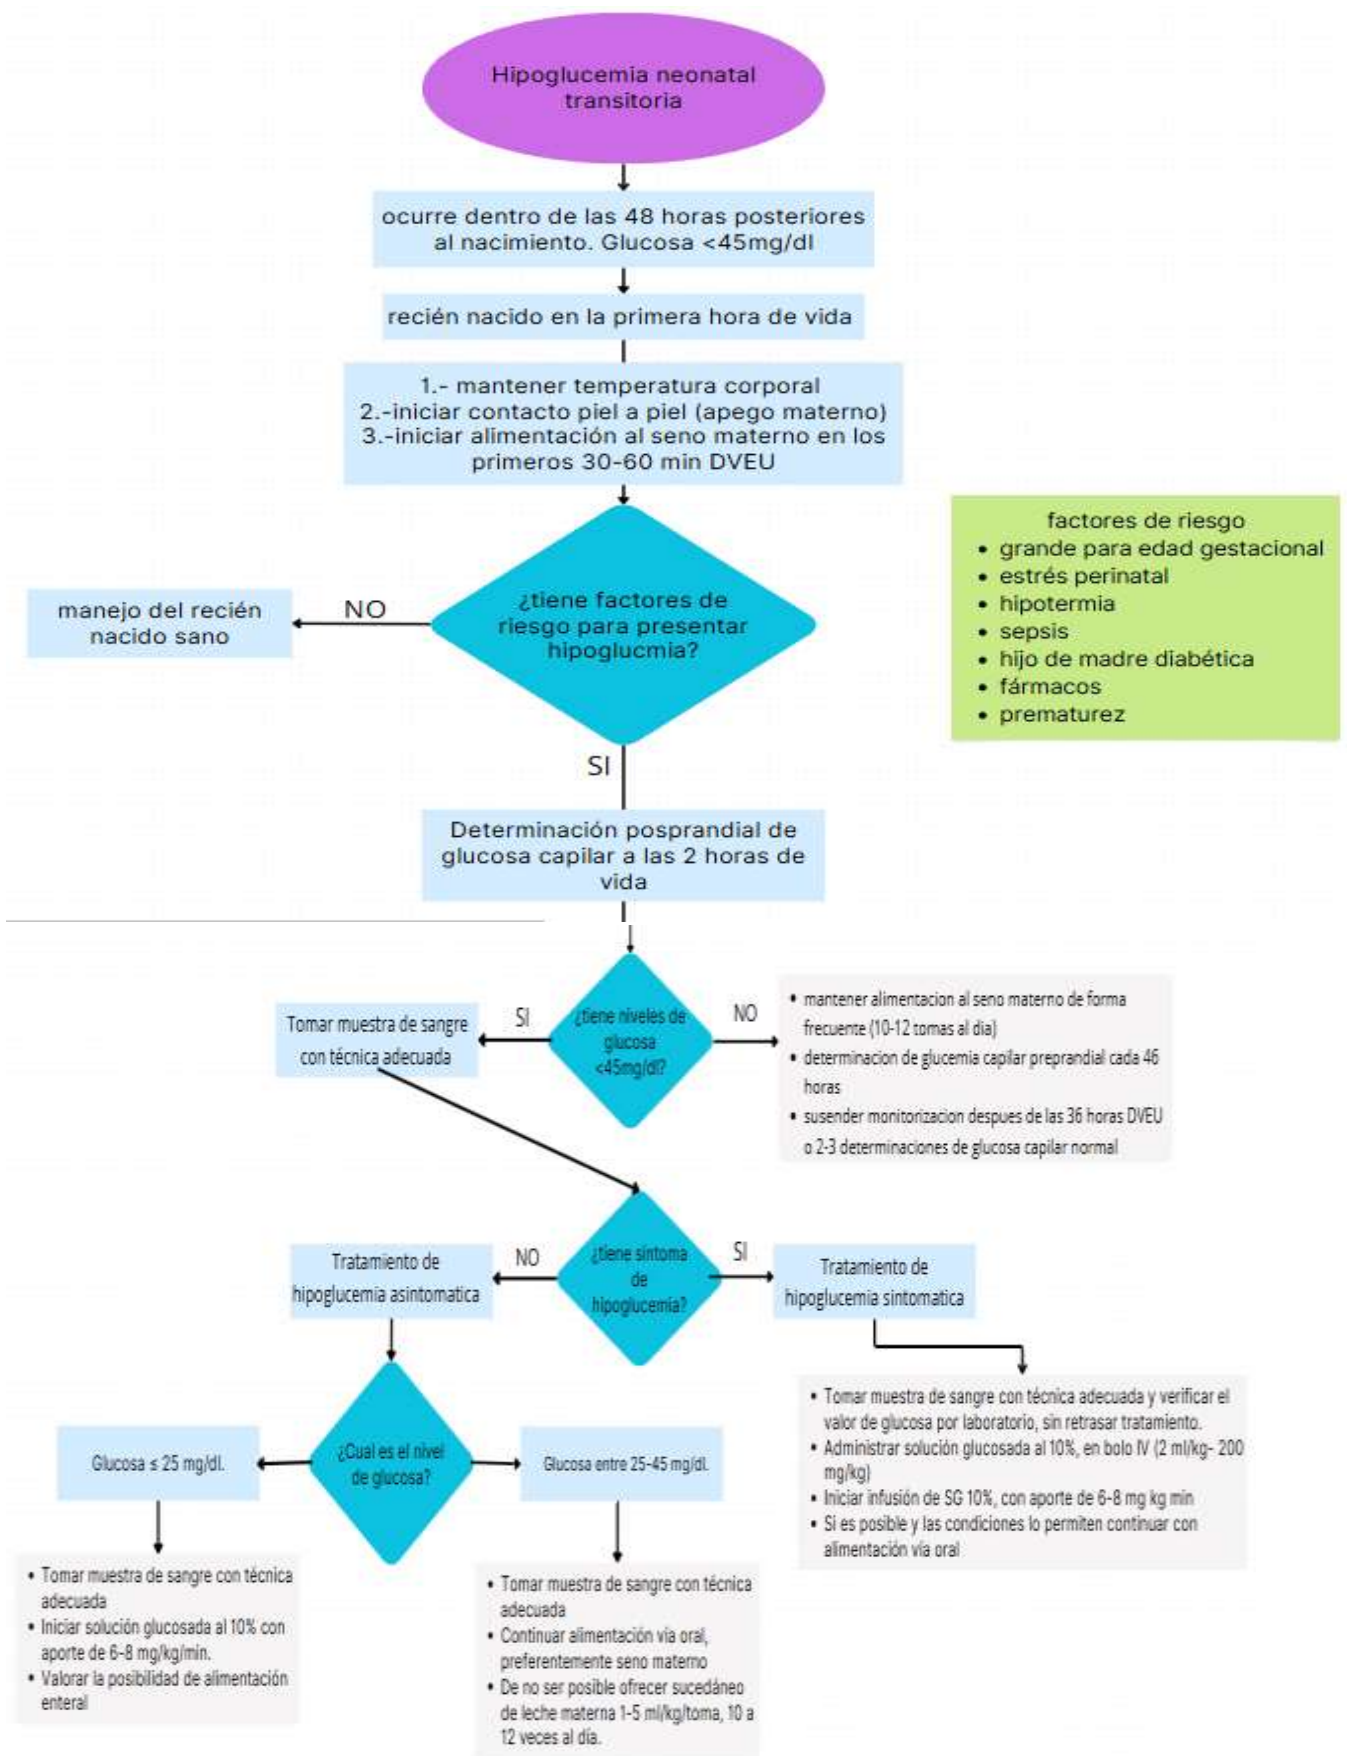 Hipoglucemia neonatal
transitoria
ocurre dentro de las 48 horas posteriores
al nacimiento. Glucosa <45mg/dl
recién nacido en la primera hora de vida
1.- mantener temperatura corporal
2.-iniciar contacto piel a piel (apego materno)
3.-iniciar alimentación al seno materno en los
primeros 30-60 min DVEU
factores de riesgo
• grande para edad gestacional
• estrés perinatal
• hipotermia
• sepsis
• hijo de madre diabética
• fármacos
• prematurez
¿tiene factores de
riesgo para presentar
hipoglucmia?
NO
manejo del recién
nacido sano
SI
Determinación posprandial de
glucosa capilar a las 2 horas de
vida
¿tiene niveles de
glucosa
<45mg/dl?
SI
Tomar muestra de sangre
con técnica adecuada
NO
• mantener alimentacion al seno materno de forma
frecuente (10-12 tomas al dia)
• determinacion de glucemia capilar preprandial cada 46
horas
• susender monitorizacion despues de las 36 horas DVEU
o 2-3 determinaciones de glucosa capilar normal
¿tiene sintoma
de
hipoglucemia?
NO
Tratamiento de
hipoglucemia asintomatica
SI
Tratamiento de
hipoglucemia sintomatica
• Tomar muestra de sangre con técnica adecuada y verificar el
valor de glucosa por laboratorio, sin retrasar tratamiento.
• Administrar solución glucosada al 10%, en bolo IV (2 ml/kg- 200
mg/kg)
• Iniciar infusión de SG 10%, con aporte de 6-8 mg kg min
• Si es posible y las condiciones lo permiten continuar con
alimentación vía oral
¿Cual es el nivel
de glucosa?
Glucosa ≤ 25 mg/dl.
Glucosa entre 25-45 mg/dl.
• Tomar muestra de sangre con técnica
adecuada
• Iniciar solución glucosada al 10% con
aporte de 6-8 mg/kg/min.
• Valorar la posibilidad de alimentación
enteral
• Tomar muestra de sangre con técnica
adecuada
• Continuar alimentación vía oral,
preferentemente seno materno
• De no ser posible ofrecer sucedáneo
de leche materna 1-5 ml/kg/toma, 10 a
12 veces al día.